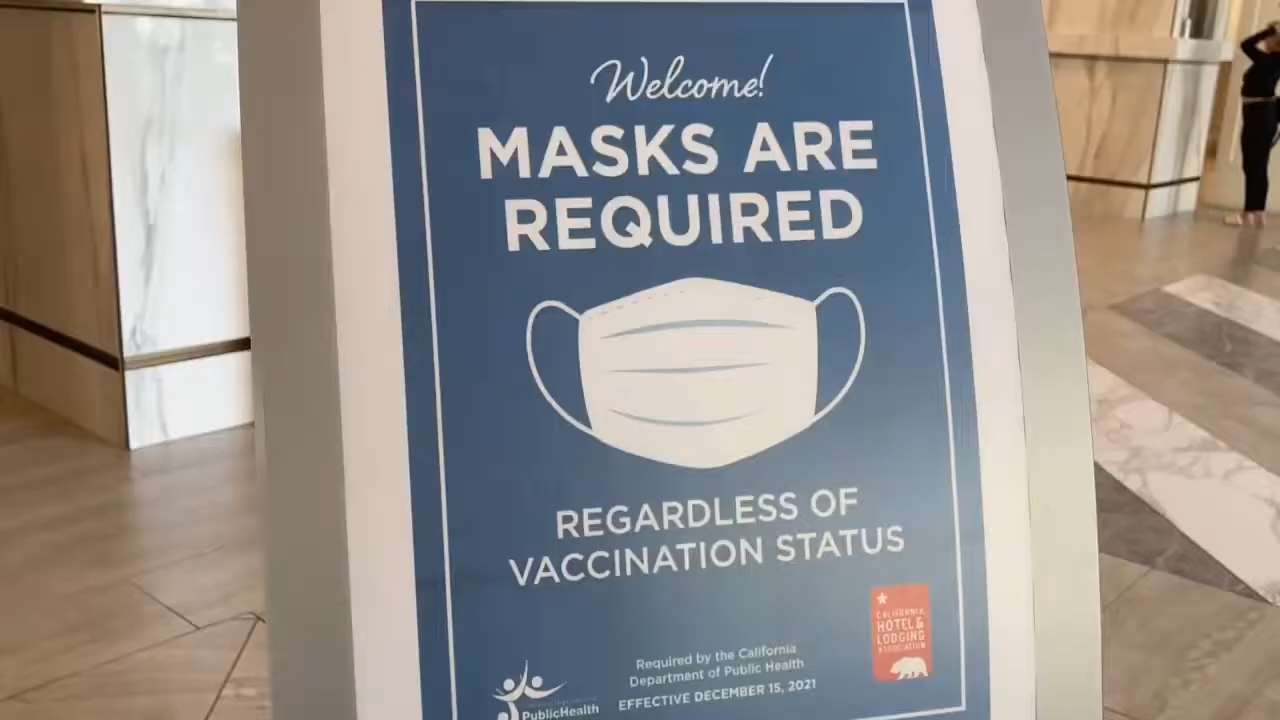 Welcome!
MASKS ARE
REQUIRED
REGARDLESS OF
VACCINATION STATUS
Required by the California
Department of Public Health
EFFECTIVE DECEMBER 15, 2021
PublicHealth
CALIFORNIA
HOTEL &
LODGING
ASSOCIATION